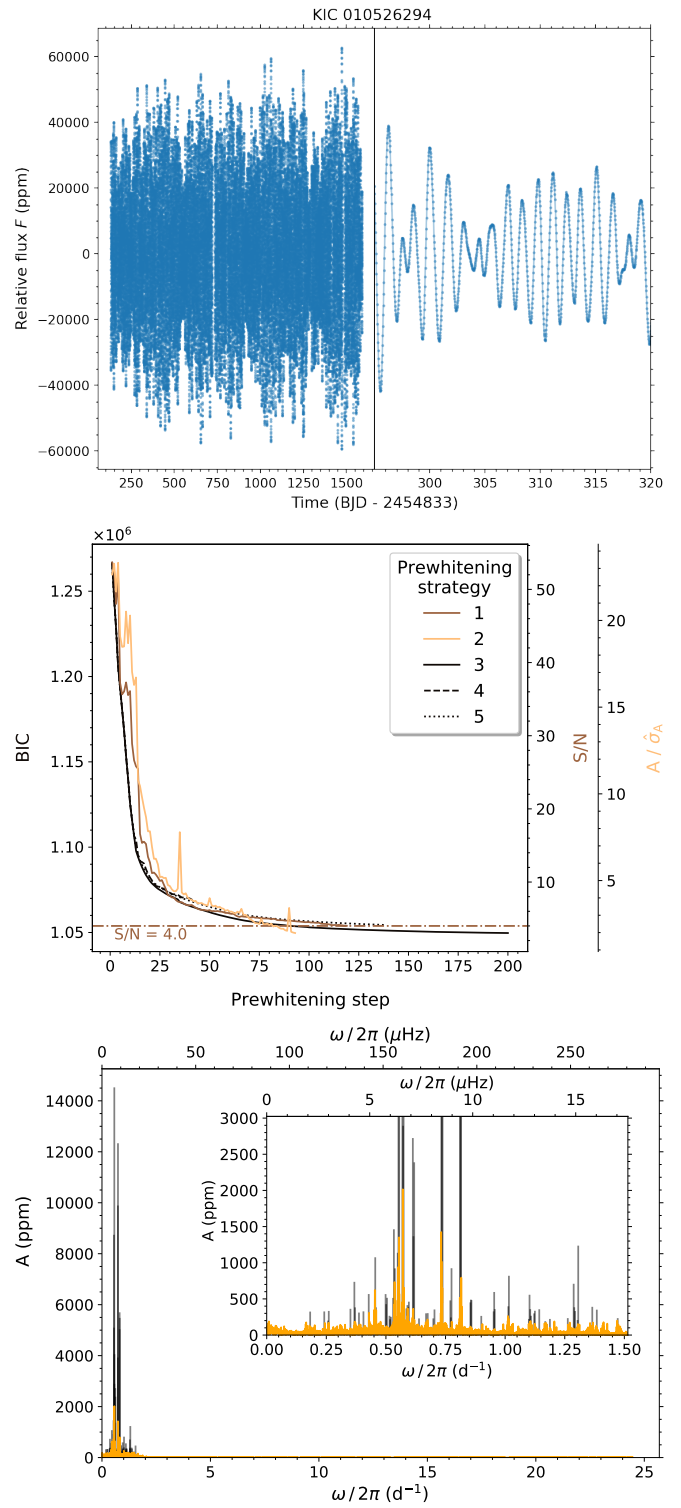 KIC 010526294
60000
40000
20000
0
−20000
−40000
−60000
Relative flux F (ppm)
250 500 750 1000 1250 1500 300 305 310 315 320
Time (BJD - 2454833)
×10⁶
1.25
1.20
1.15
1.10
1.05
BIC
Prewhitening
strategy
1
2
3
4
5
S/N = 4.0
50
40
30
20
10
S/N
20
15
10
5
A / σ̂_A
0 25 50 75 100 125 150 175 200
Prewhitening step
ω / 2π (μHz)
0 50 100 150 200 250
14000
12000
10000
8000
6000
4000
2000
0
A (ppm)
ω / 2π (μHz)
0 5 10 15
3000
2500
2000
1500
1000
500
0
A (ppm)
0.00 0.25 0.50 0.75 1.00 1.25 1.50
ω / 2π (d⁻¹)
0 5 10 15 20 25
ω / 2π (d⁻¹)